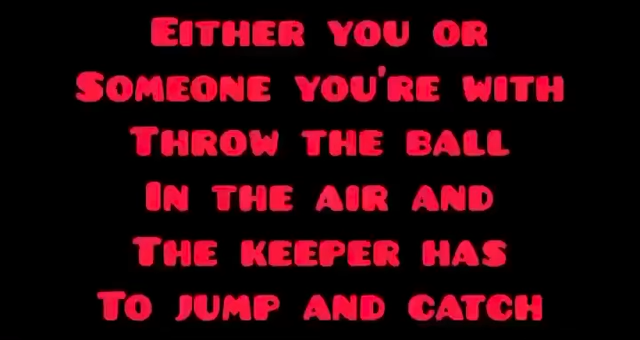 Either you or
someone you're with
throw the ball
in the air and
the keeper has
to jump and catch